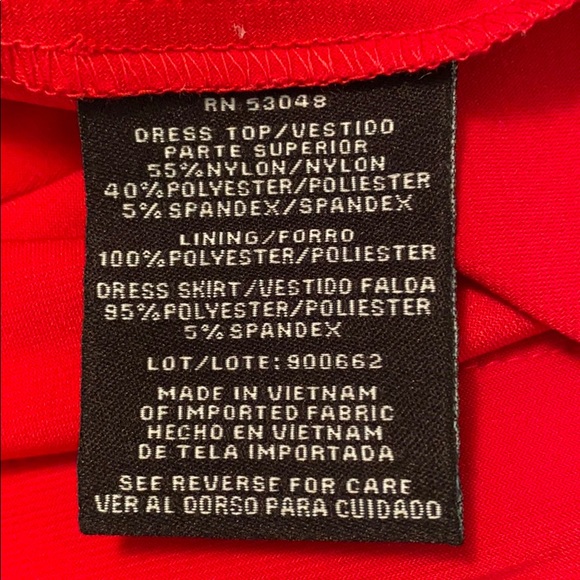 RN 53048
DRESS TOP/VESTIDO
PARTE SUPERIOR
55%NYLON/NYLON
40%POLYESTER/POLIESTER
5%SPANDEX/SPANDEX
LINING/FORRO
100%POLYESTER/POLIESTER
DRESS SKIRT/VESTIDO FALDA
95%POLYESTER/POLIESTER
5%SPANDEX
LOT/LOTE:900662
MADE IN VIETNAM
OF IMPORTED FABRIC
HECHO EN VIETNAM
DE TELA IMPORTADA
SEE REVERSE FOR CARE
VER AL DORSO PARA CUIDADO